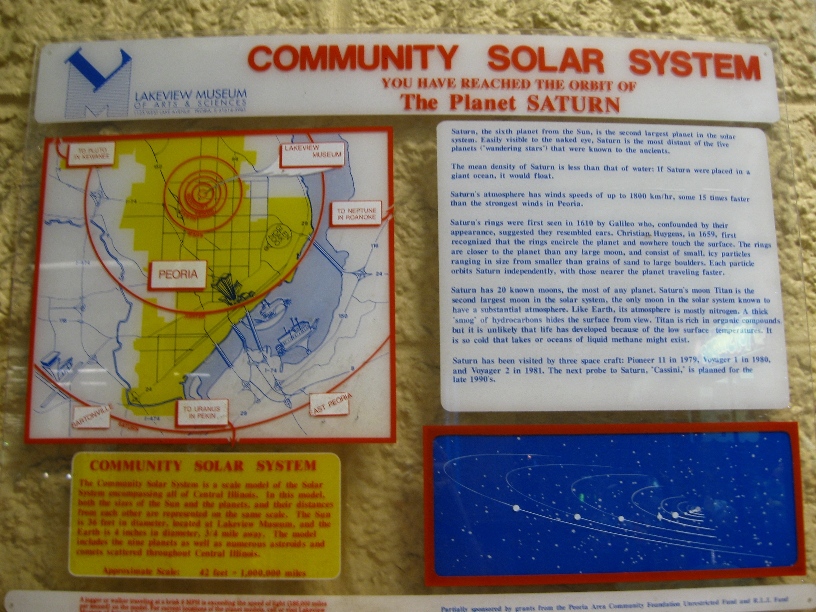 COMMUNITY SOLAR SYSTEM
YOU HAVE REACHED THE ORBIT OF
The Planet SATURN
LAKEVIEW MUSEUM
OF ARTS & SCIENCES
TO PLUTO
IN KEWANEE
LAKEVIEW
MUSEUM
TO NEPTUNE
IN ROANOKE
PEORIA
BARTONVILLE
TO URANUS
IN PEKIN
EAST PEORIA
Saturn, the sixth planet from the Sun, is the second largest planet in the solar
system. Easily visible to the naked eye, Saturn is the most distant of the five
planets ("wandering stars") that were known to the ancients.
The mean density of Saturn is less than that of water: If Saturn were placed in a
giant ocean, it would float.
Saturn's atmosphere has winds speeds of up to 1800 km/hr, some 15 times faster
than the strongest winds in Peoria.
Saturn's rings were first seen in 1610 by Galileo who, confounded by their
appearance, suggested they resembled ears. Christian Huygens, in 1659, first
recognized that the rings encircle the planet and nowhere touch the surface. The rings
are closer to the planet than any large moon, and consist of small, icy particles
ranging in size from smaller than grains of sand to large boulders. Each particle
orbits Saturn independently, with those nearer the planet traveling faster.
Saturn has 20 known moons, the most of any planet. Saturn's moon Titan is the
second largest moon in the solar system, the only moon in the solar system known to
have a substantial atmosphere. Like Earth, its atmosphere is mostly nitrogen. A thick
"smog" of hydrocarbons hides the surface from view. Titan is rich in organic compounds
but it is unlikely that life has developed because of the low surface temperatures. It
is so cold that lakes or oceans of liquid methane might exist.
Saturn has been visited by three space craft: Pioneer 11 in 1979, Voyager 1 in 1980,
and Voyager 2 in 1981. The next probe to Saturn, "Cassini," is planned for the
late 1990's.
COMMUNITY SOLAR SYSTEM
The Community Solar System is a scale model of the Solar
System encompassing all of Central Illinois. In this model,
both the sizes of the Sun and the planets, and their distances
from each other are represented on the same scale. The Sun
is 36 feet in diameter, located at Lakeview Museum, and the
Earth is 4 inches in diameter, 3/4 mile away. The model
includes the nine planets as well as numerous asteroids and
comets scattered throughout Central Illinois.
Approximate Scale: 42 feet = 1,000,000 miles
A jogger or walker traveling at a brisk 4 MPH is exceeding the speed of light (186,000 miles
Partially sponsored by grants from the Peoria Area Community Foundation Unrestricted Fund and R.L.I. Fund